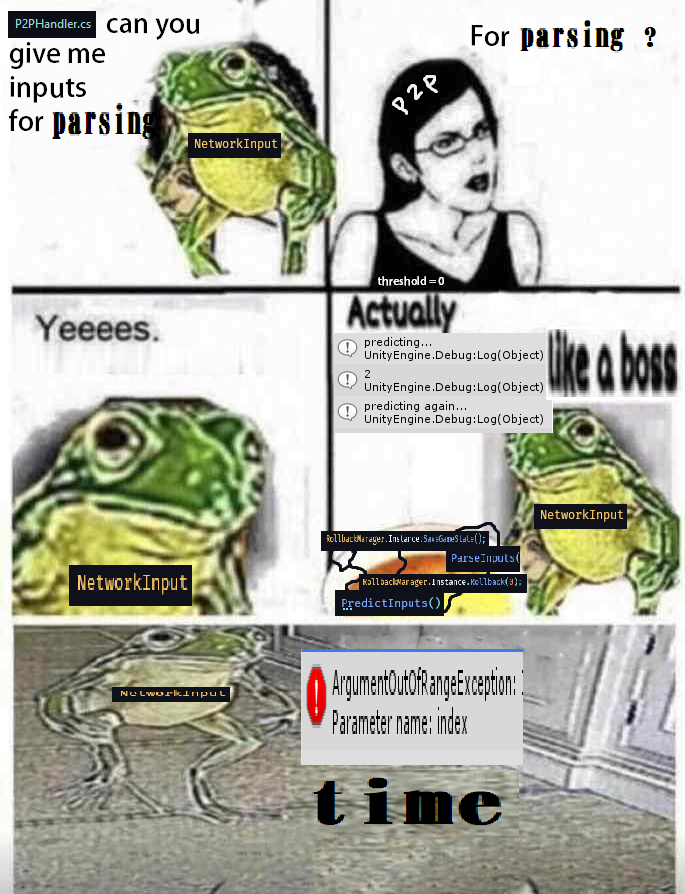 P2PHandler.cs can you
give me
inputs
for parsing
NetworkInput
For parsing ?
P2P
threshold = 0
Yeeees.
NetworkInput
Actually
predicting...
UnityEngine.Debug:Log(Object)
2
UnityEngine.Debug:Log(Object)
predicting again...
UnityEngine.Debug:Log(Object)
like a boss
NetworkInput
RollbackManager.Instance.SaveGameState();
ParseInputs(
RollbackManager.Instance.Rollback(0);
PredictInputs()
NetworkInput
ArgumentOutOfRangeException:
Parameter name: index
time